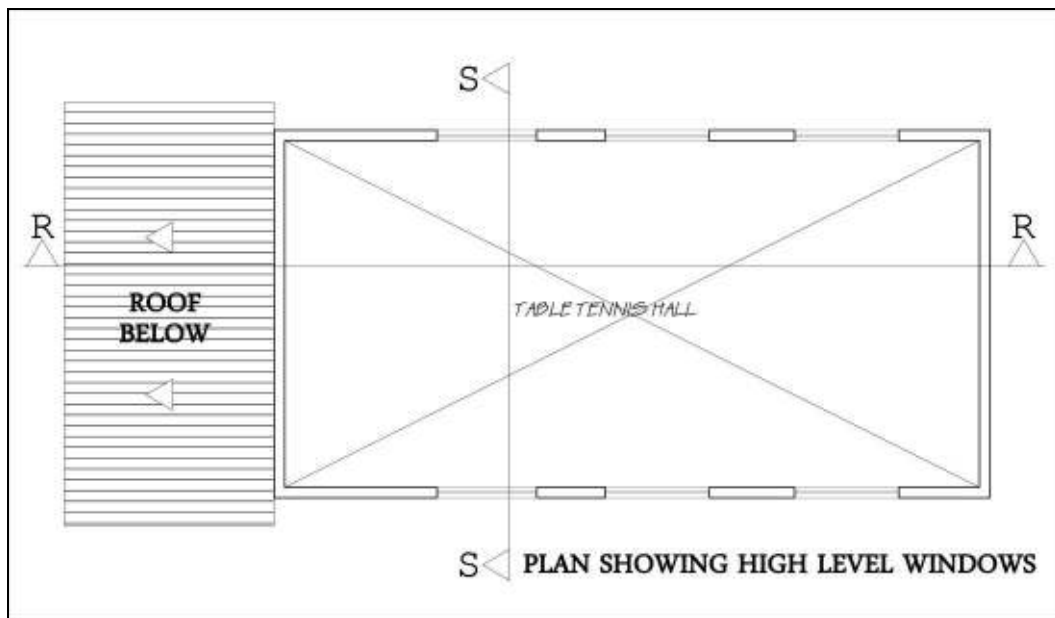 S
R
R
ROOF
BELOW
TABLE TENNIS HALL
S
PLAN SHOWING HIGH LEVEL WINDOWS